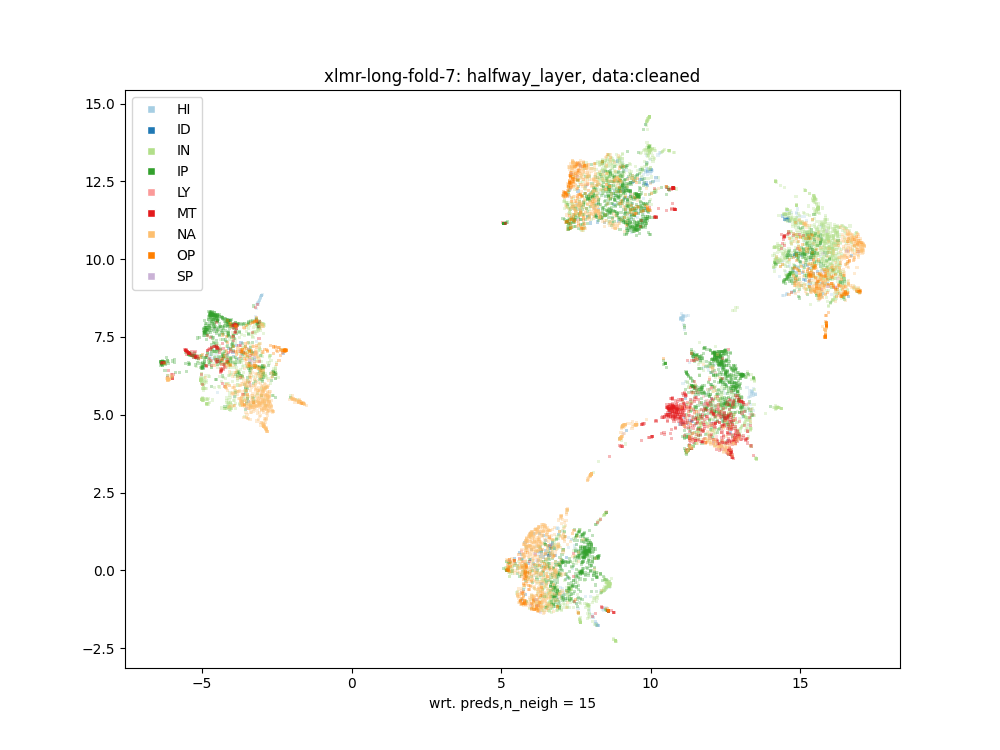 xlmr-long-fold-7: halfway_layer, data:cleaned
HI
ID
IN
IP
LY
MT
NA
OP
SP
15.0
12.5
10.0
7.5
5.0
2.5
0.0
−2.5
−5
0
5
10
15
wrt. preds,n_neigh = 15